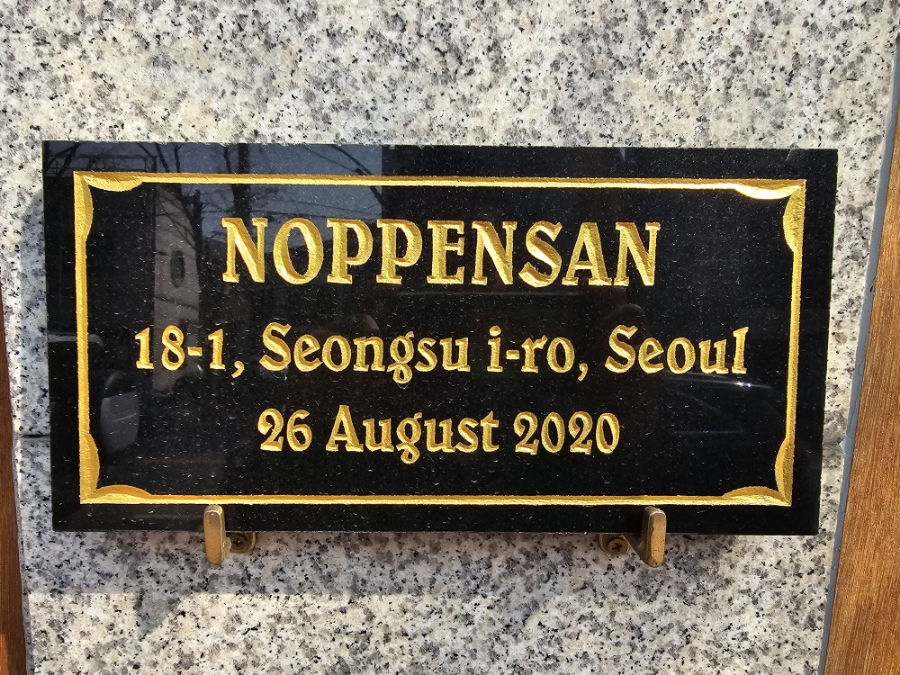 NOPPENSAN
18-1, Seongsu i-ro, Seoul
26 August 2020